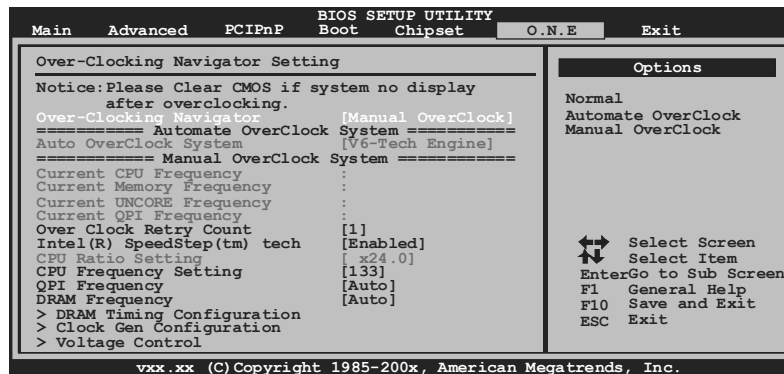 BIOS SETUP UTILITY
Main Advanced PCIPnP Boot Chipset O.N.E Exit
Over-Clocking Navigator Setting
Notice:Please Clear CMOS if system no display
after overclocking.
Over-Clocking Navigator [Manual OverClock]
=========== Automate OverClock System ===========
Auto OverClock System [V6-Tech Engine]
============ Manual OverClock System ============
Current CPU Frequency :
Current Memory Frequency :
Current UNCORE Frequency :
Current QPI Frequency :
Over Clock Retry Count [1]
Intel(R) SpeedStep(tm) tech [Enabled]
CPU Ratio Setting [ x24.0]
CPU Frequency Setting [133]
QPI Frequency [Auto]
DRAM Frequency [Auto]
> DRAM Timing Configuration
> Clock Gen Configuration
> Voltage Control
Options
Normal
Automate OverClock
Manual OverClock
Select Screen
Select Item
EnterGo to Sub Screen
F1 General Help
F10 Save and Exit
ESC Exit
vxx.xx (C)Copyright 1985-200x, American Megatrends, Inc.